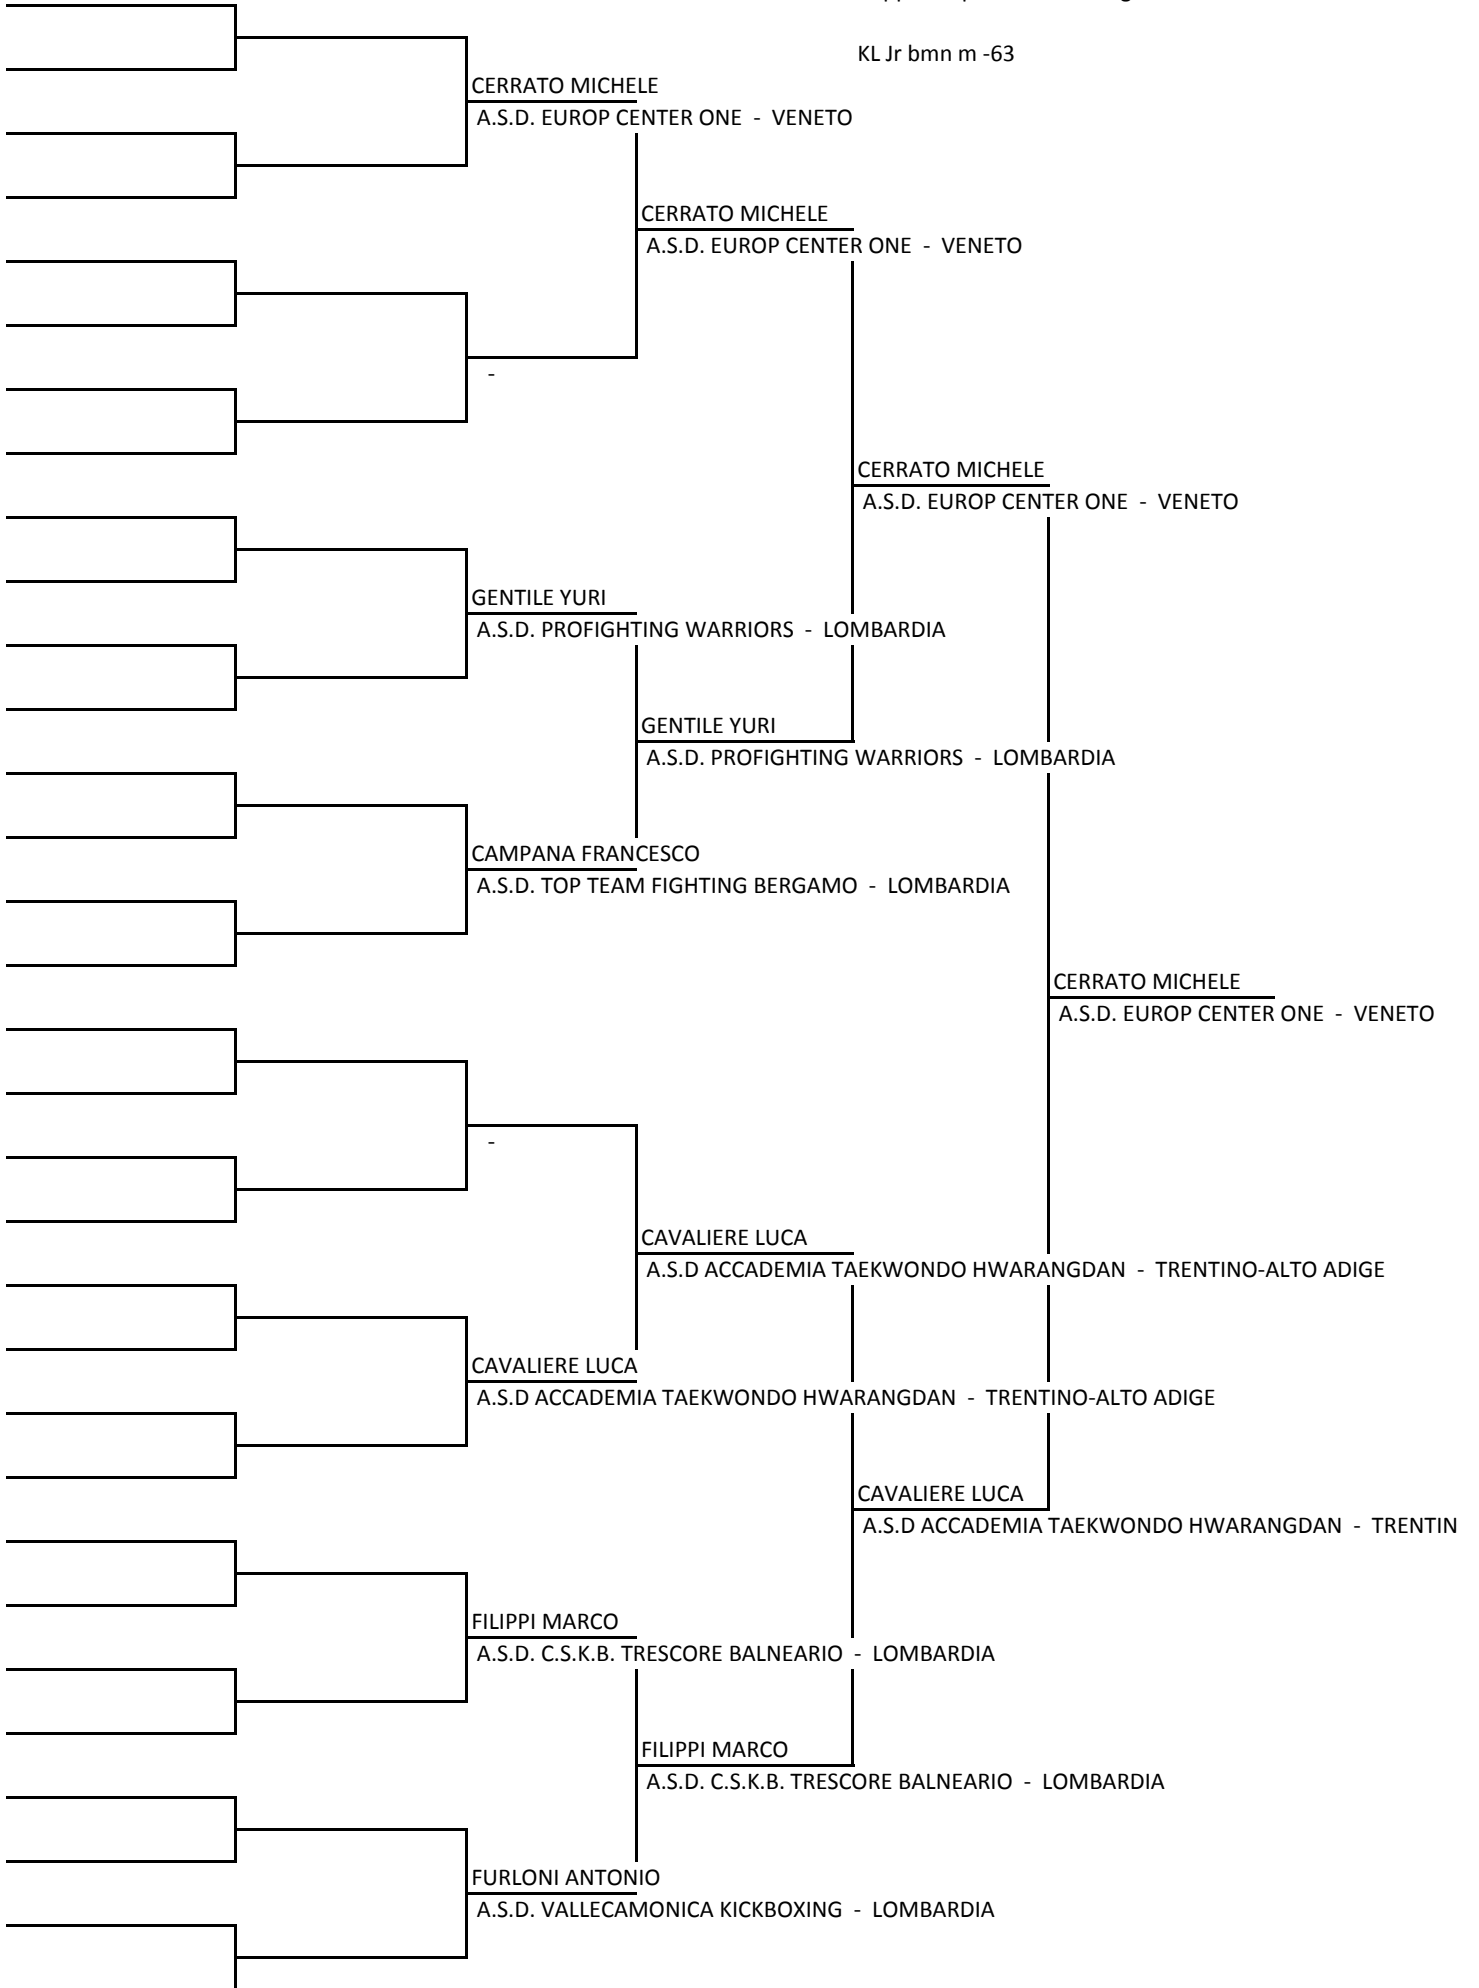 KL Jr bmn m -63
CERRATO MICHELE
A.S.D. EUROP CENTER ONE - VENETO
CERRATO MICHELE
A.S.D. EUROP CENTER ONE - VENETO
-
CERRATO MICHELE
A.S.D. EUROP CENTER ONE - VENETO
GENTILE YURI
A.S.D. PROFIGHTING WARRIORS - LOMBARDIA
GENTILE YURI
A.S.D. PROFIGHTING WARRIORS - LOMBARDIA
CAMPANA FRANCESCO
A.S.D. TOP TEAM FIGHTING BERGAMO - LOMBARDIA
CERRATO MICHELE
A.S.D. EUROP CENTER ONE - VENETO
-
CAVALIERE LUCA
A.S.D ACCADEMIA TAEKWONDO HWARANGDAN - TRENTINO-ALTO ADIGE
CAVALIERE LUCA
A.S.D ACCADEMIA TAEKWONDO HWARANGDAN - TRENTINO-ALTO ADIGE
CAVALIERE LUCA
A.S.D ACCADEMIA TAEKWONDO HWARANGDAN - TRENTIN
FILIPPI MARCO
A.S.D. C.S.K.B. TRESCORE BALNEARIO - LOMBARDIA
FILIPPI MARCO
A.S.D. C.S.K.B. TRESCORE BALNEARIO - LOMBARDIA
FURLONI ANTONIO
A.S.D. VALLECAMONICA KICKBOXING - LOMBARDIA